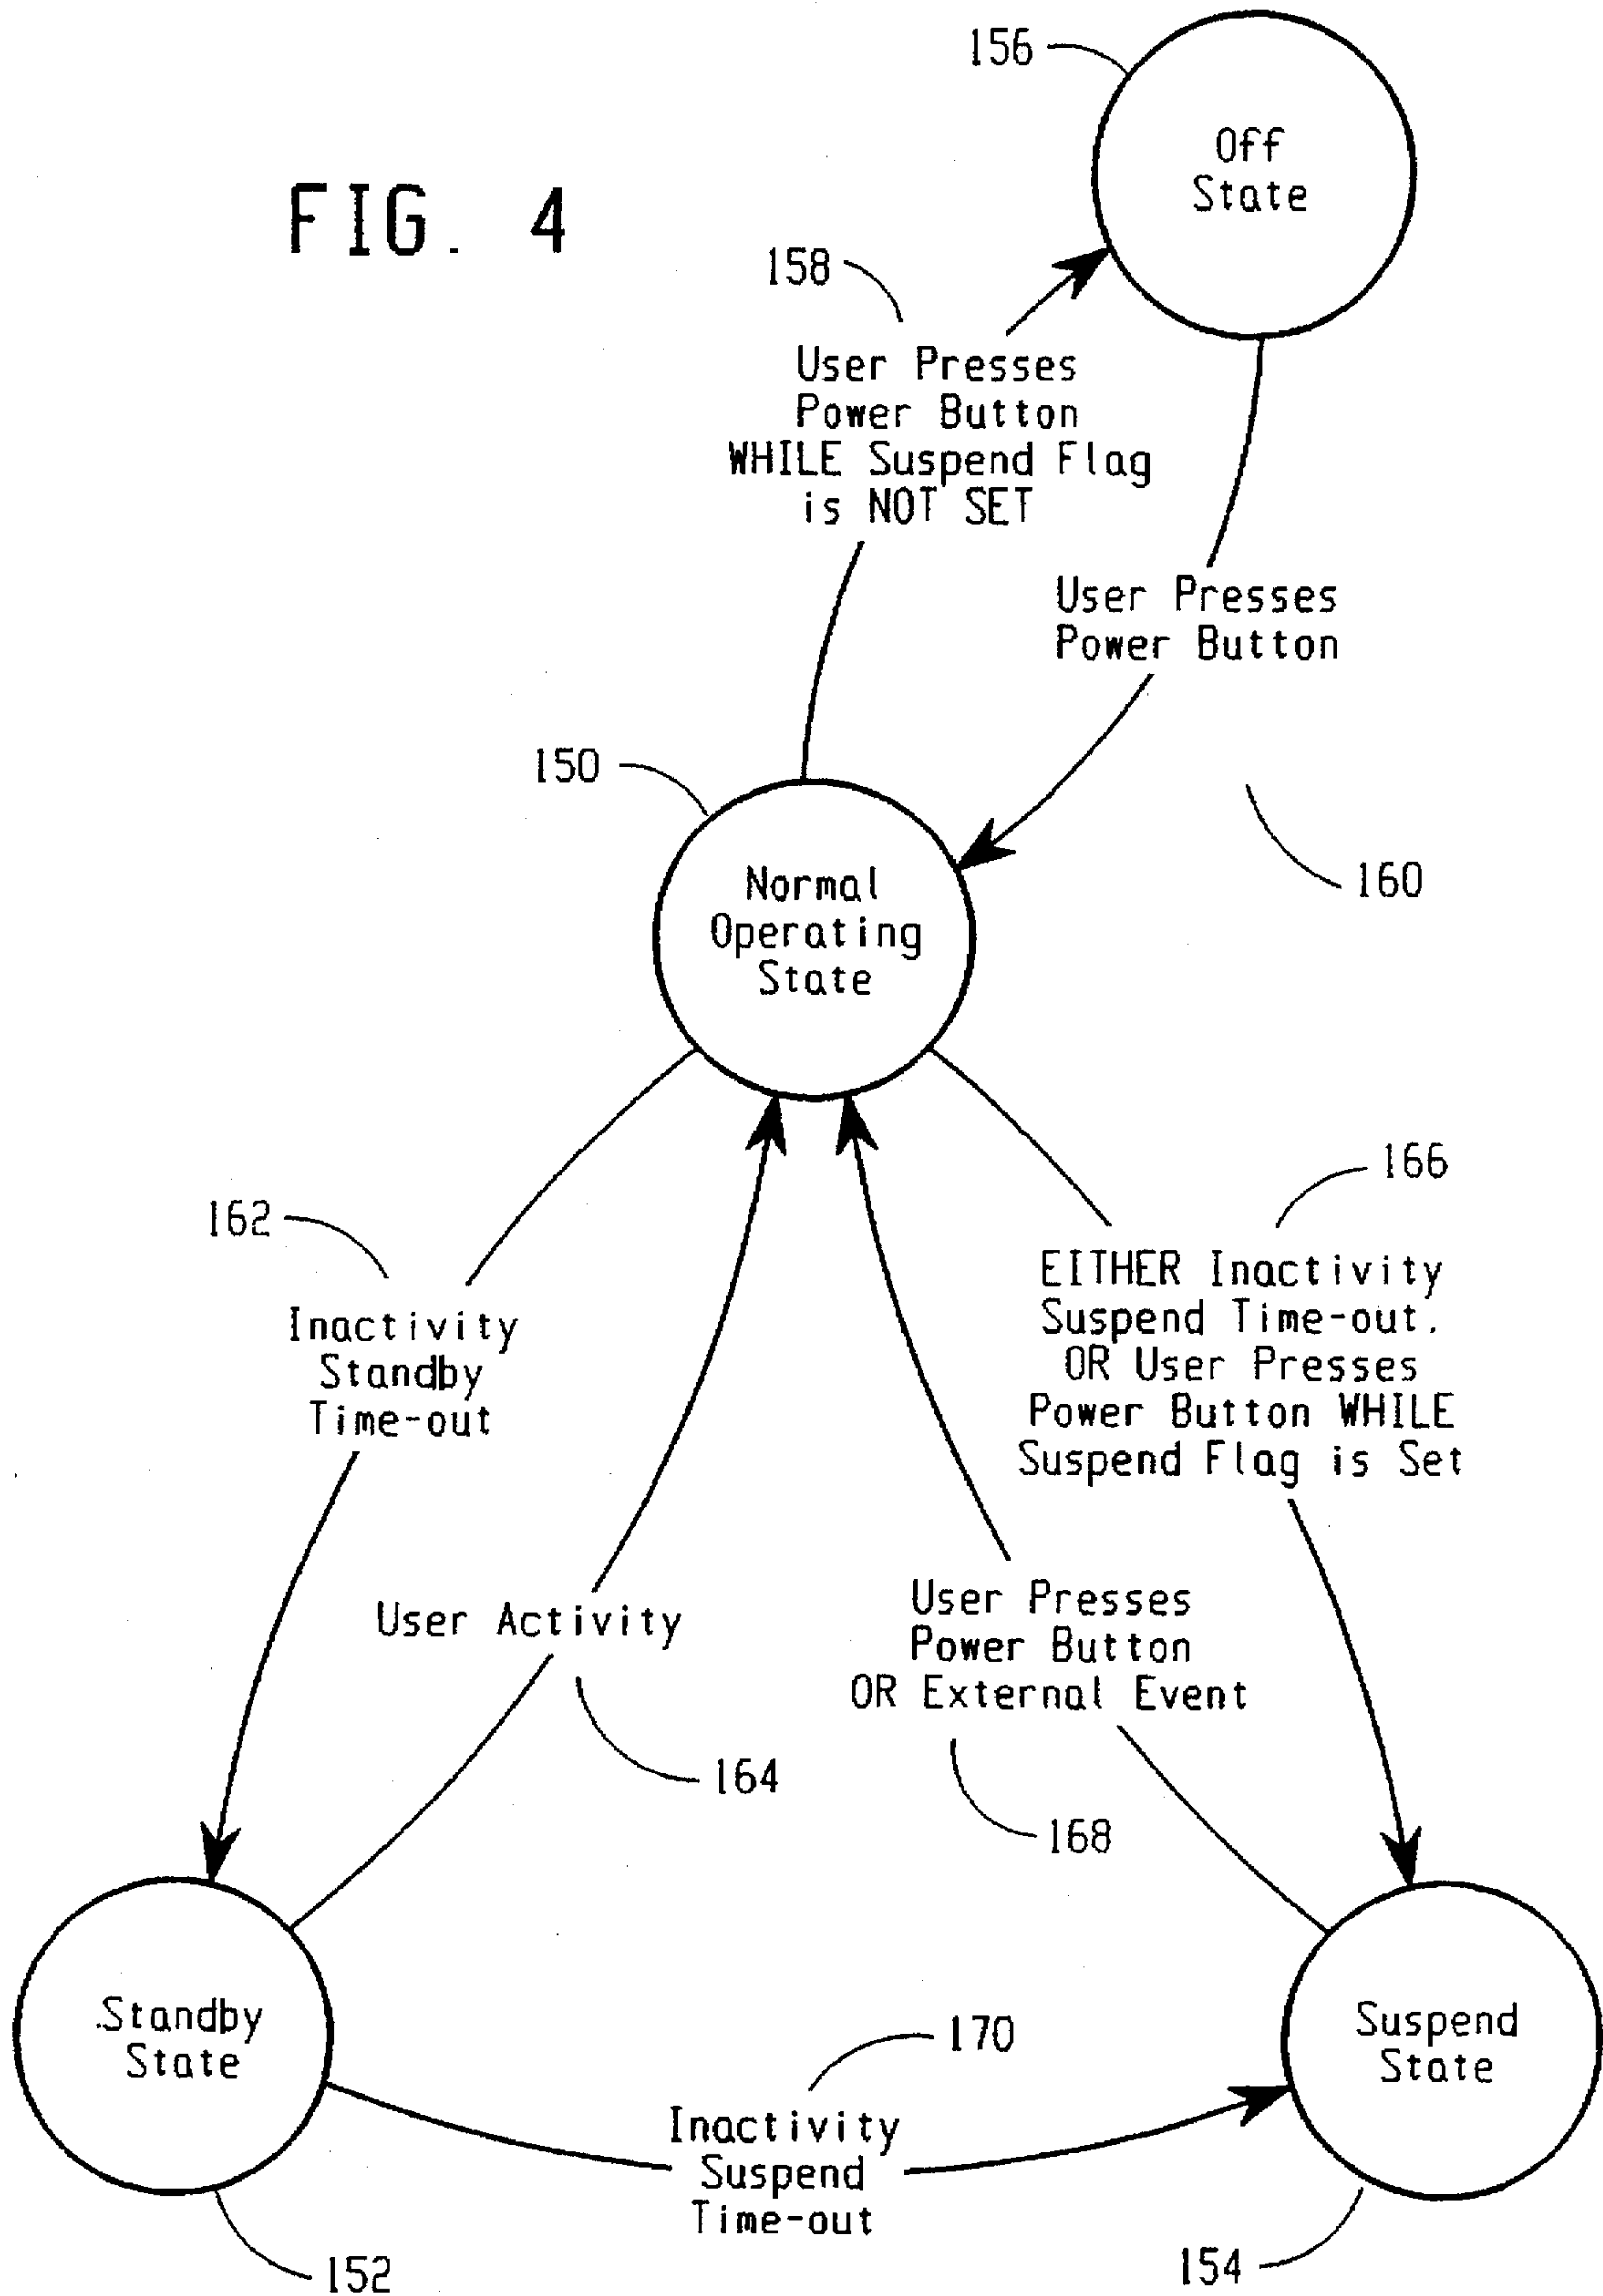 156
Off
State
FIG. 4
158
User Presses
Power Button
WHILE Suspend Flag
is NOT SET
User Presses
Power Button
150
160
Normal
Operating
State
166
162
EITHER Inactivity
Suspend Time-out.
OR User Presses
Power Button WHILE
Suspend Flag is Set
Inactivity
Standby
Time-out
User Activity
User Presses
Power Button
OR External Event
164
168
Standby
State
Suspend
State
170
Inactivity
Suspend
Time-out
152
154